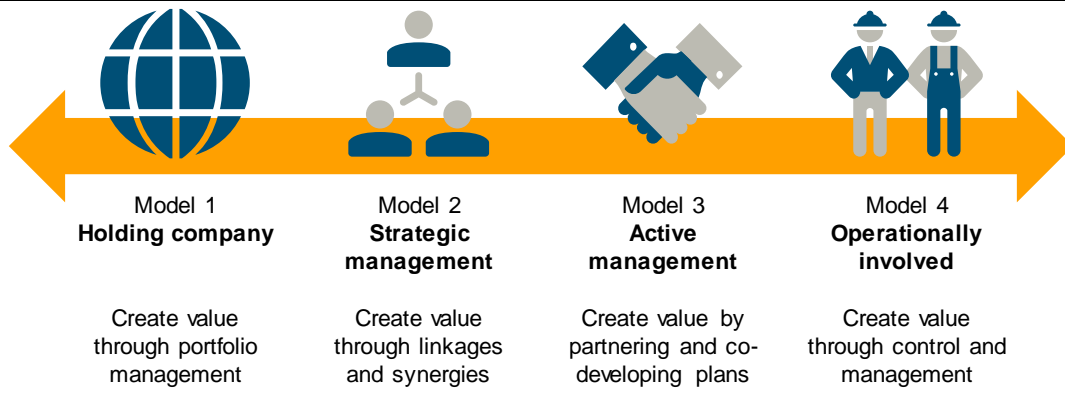 Model 1
Holding company
Create value
through portfolio
management
Model 2
Strategic
management
Create value
through linkages
and synergies
Model 3
Active
management
Create value by
partnering and co-
developing plans
Model 4
Operationally
involved
Create value
through control and
management